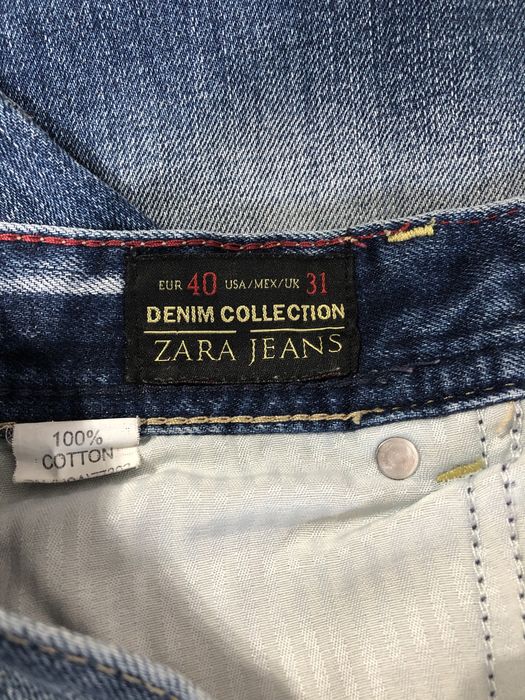 EUR 40 USA/MEX/UK 31
DENIM COLLECTION
ZARA JEANS
100%
COTTON